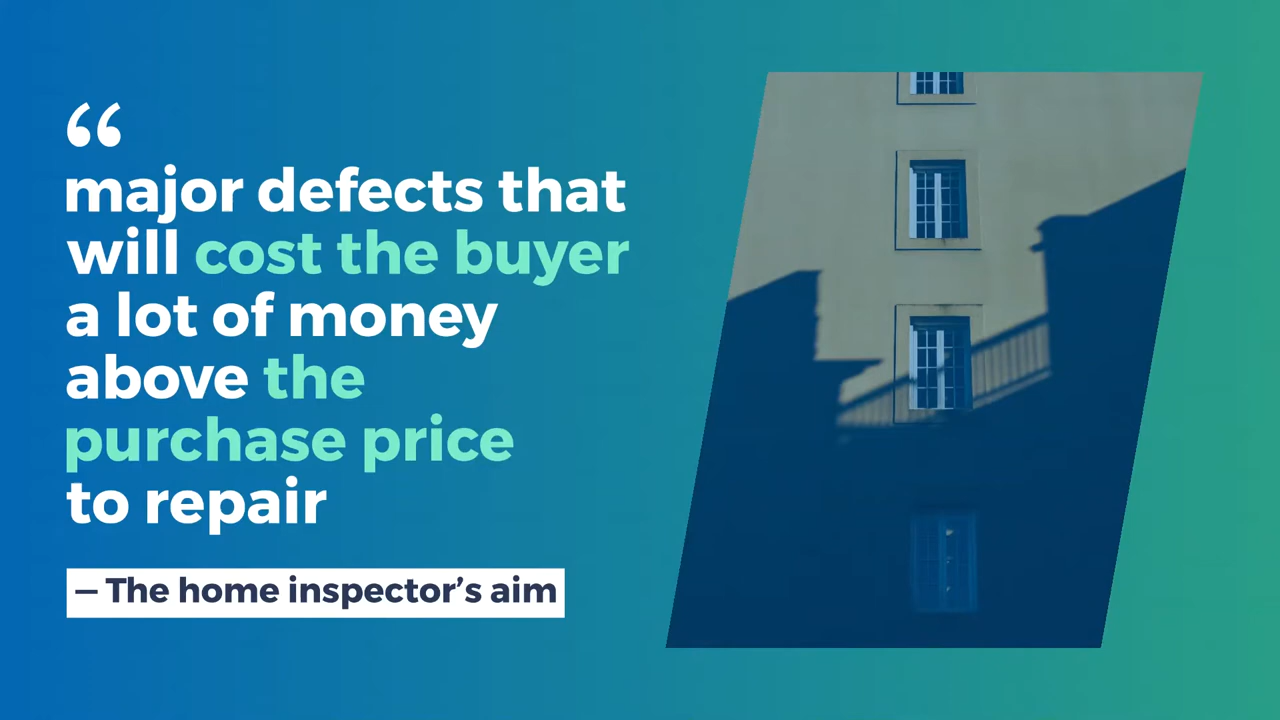 “
major defects that
will cost the buyer
a lot of money
above the
purchase price
to repair
– The home inspector’s aim